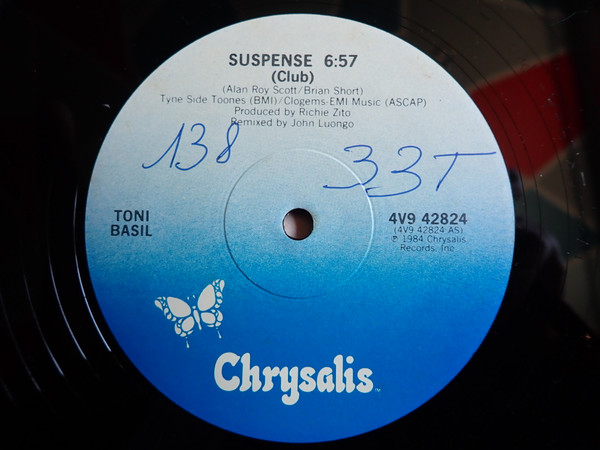 SUSPENSE 6:57
(Club)
(Alan Roy Scott/Brian Short)
Tyne Side Toones (BMI)/Clogems-EMI Music (ASCAP)
Produced by Richie Zito
Remixed by John Luongo
138
33T
TONI
BASIL
4V9 42824
(4V9 42824 AS)
℗ 1984 Chrysalis
Records, Inc
Chrysalis™